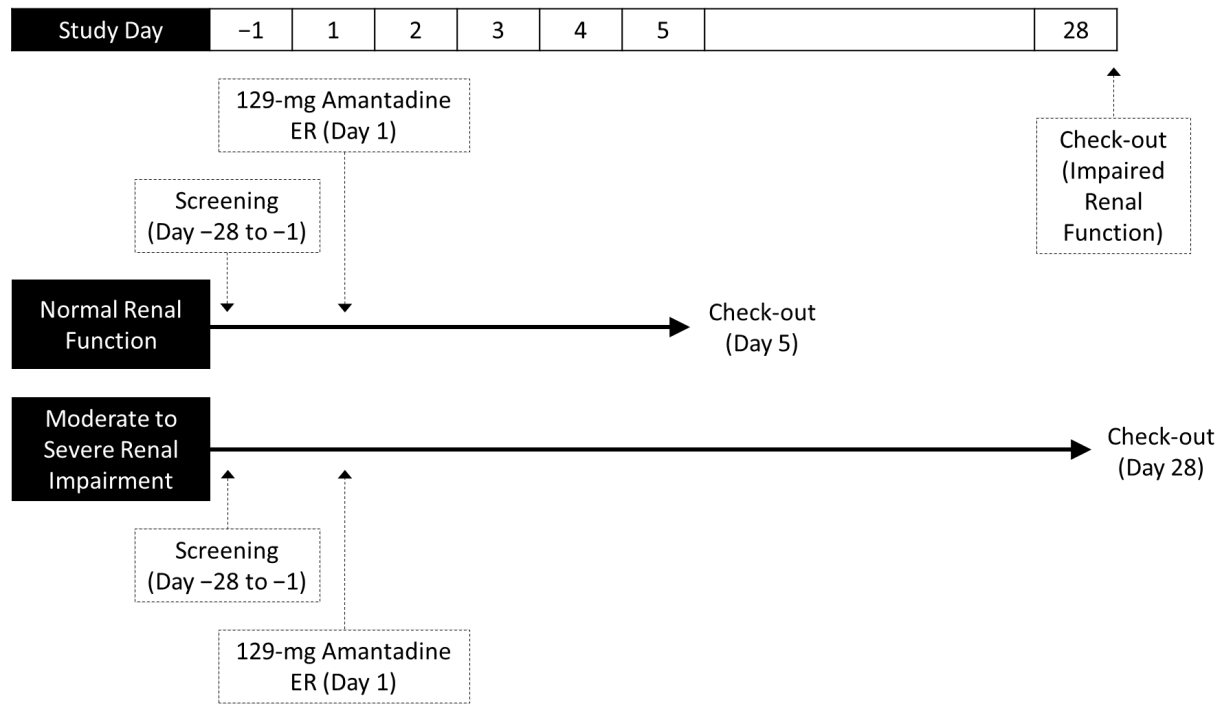 Study Day −1 1 2 3 4 5 28
129-mg Amantadine
ER (Day 1)
Check-out
(Impaired
Renal
Function)
Screening
(Day −28 to −1)
Normal Renal
Function
Check-out
(Day 5)
Moderate to
Severe Renal
Impairment
Check-out
(Day 28)
Screening
(Day −28 to −1)
129-mg Amantadine
ER (Day 1)